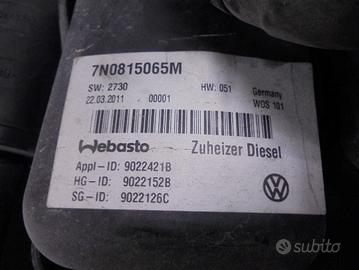 7N0815065M
SW: 2730 HW: 051 Germany
22.03.2011 00001 WOS 101
Webasto Zuheizer Diesel
Appl-ID: 9022421B
HG-ID: 9022152B
SG-ID: 9022126C
subito